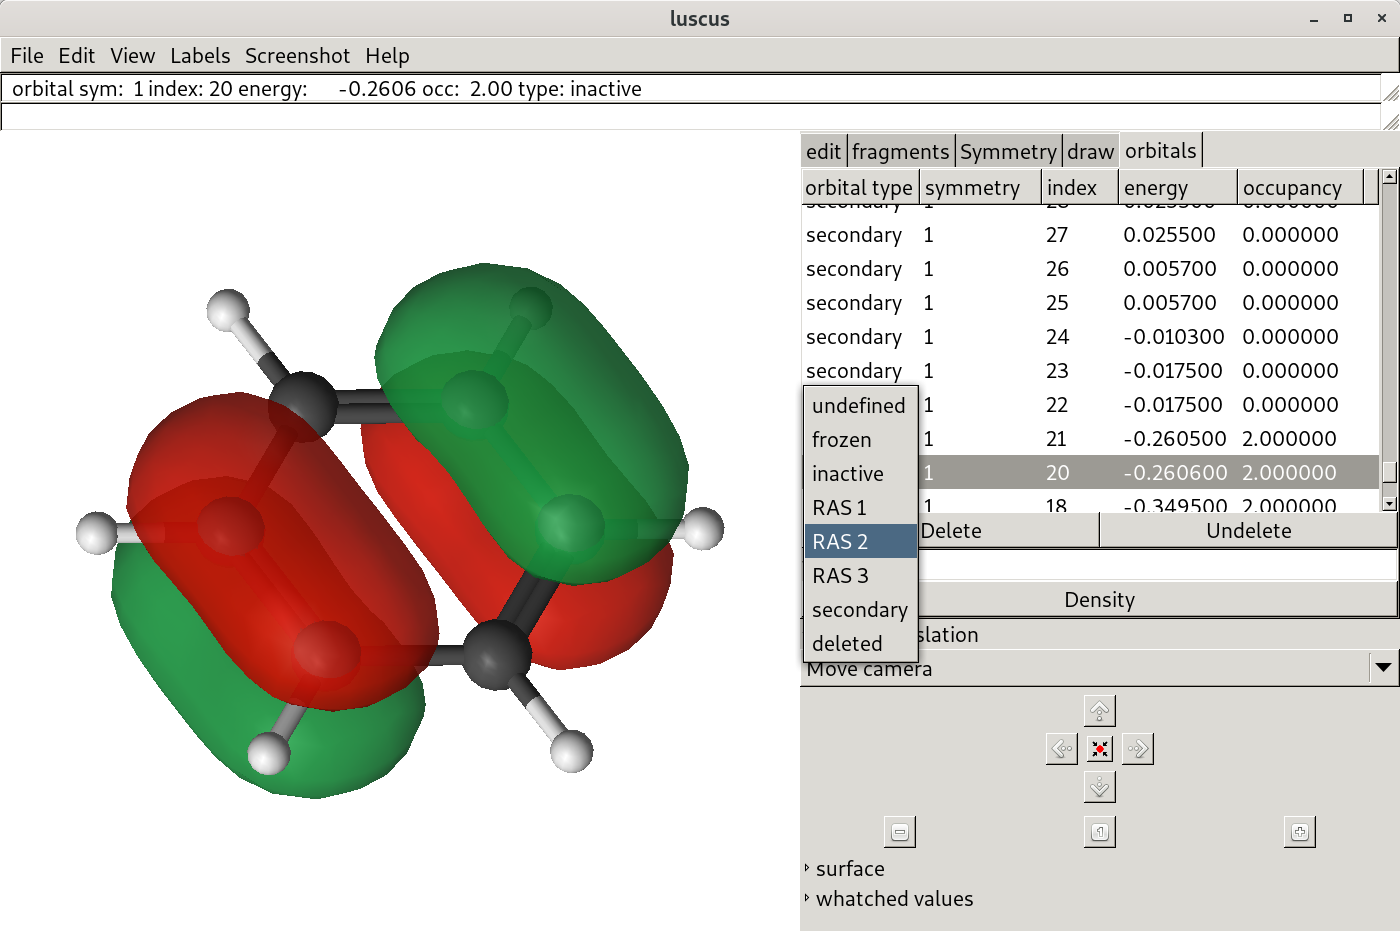 luscus
File Edit View Labels Screenshot Help
orbital sym: 1 index: 20 energy: -0.2606 occ: 2.00 type: inactive
edit fragments Symmetry draw orbitals
orbital type symmetry index energy occupancy
secondary 1 27 0.025500 0.000000
secondary 1 26 0.005700 0.000000
secondary 1 25 0.005700 0.000000
secondary 1 24 -0.010300 0.000000
secondary 1 23 -0.017500 0.000000
undefined 1 22 -0.017500 0.000000
frozen 1 21 -0.260500 2.000000
inactive 1 20 -0.260600 2.000000
RAS 1 1 18 -0.349500 2.000000
RAS 2 Delete Undelete
RAS 3
secondary Density
deleted slation
Move camera
surface
whatched values